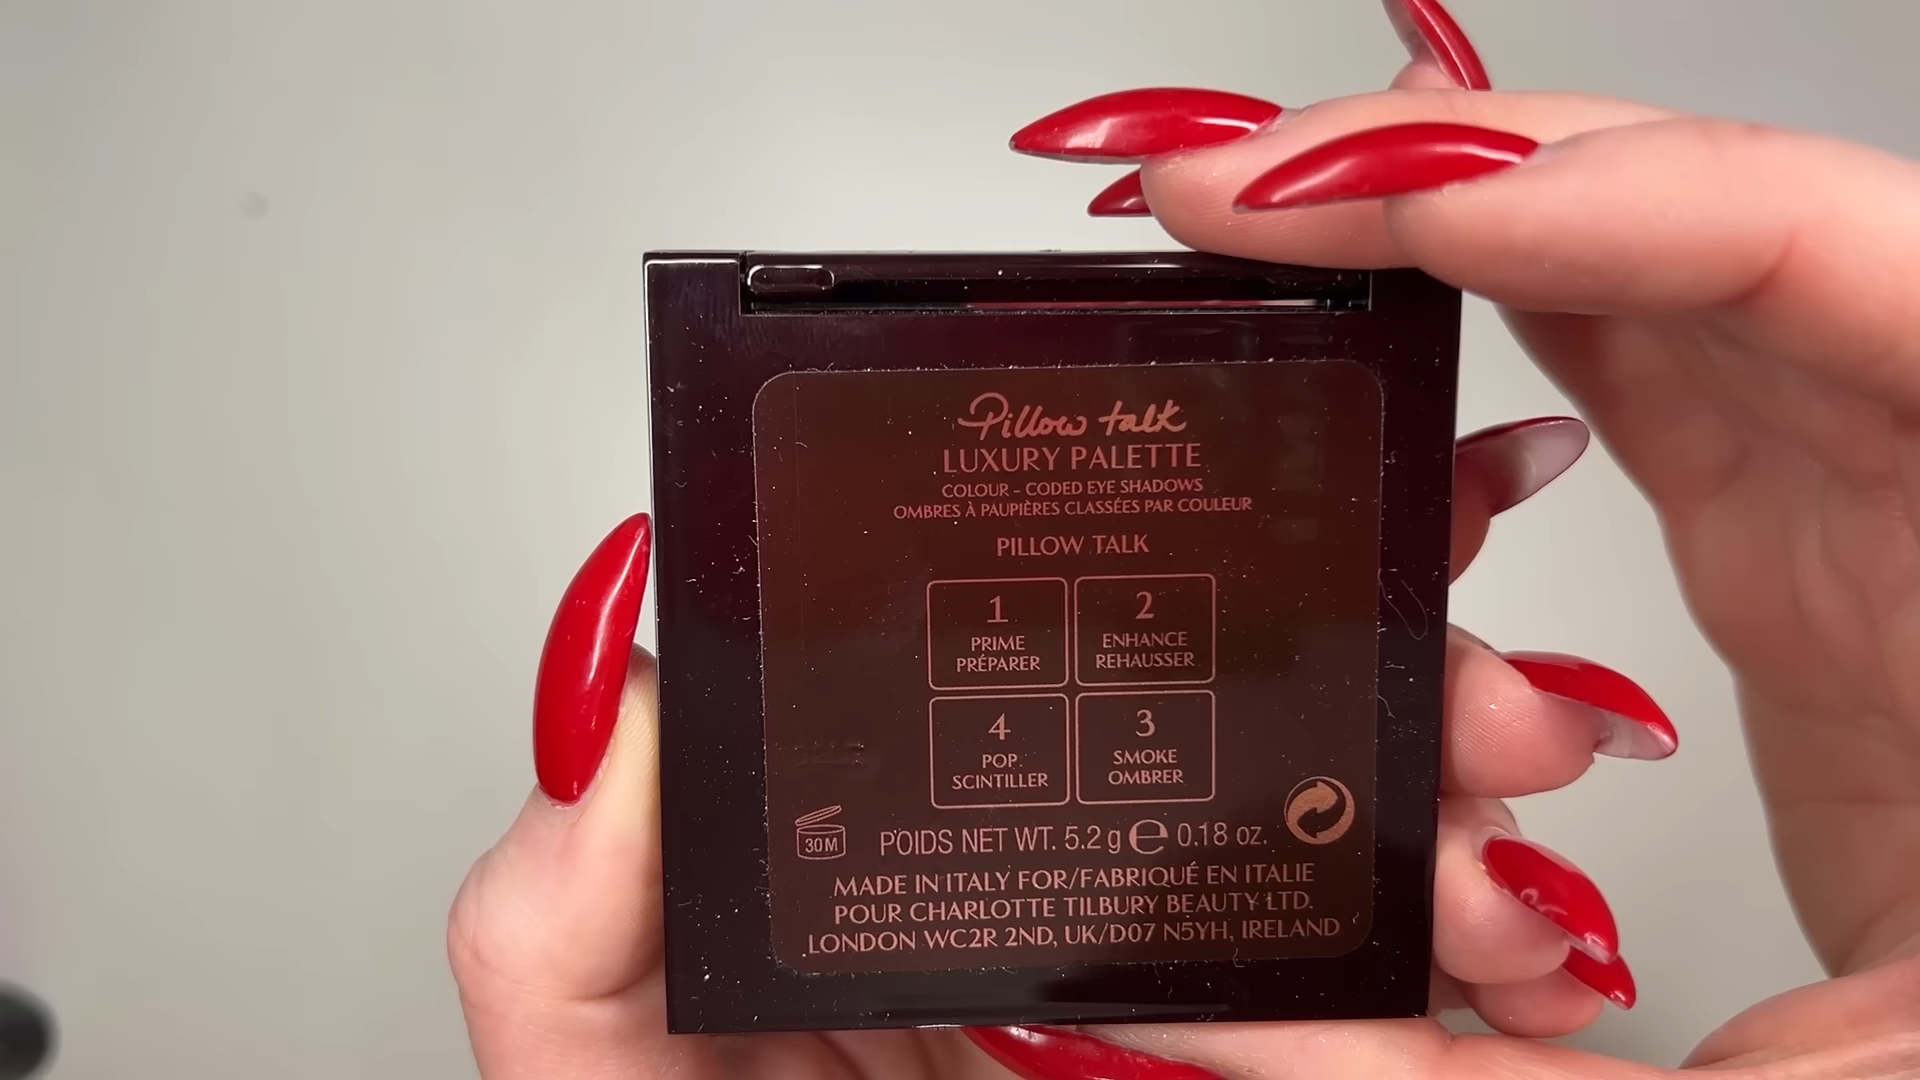 Pillow talk
LUXURY PALETTE
COLOUR - CODED EYE SHADOWS
OMBRES À PAUPIÈRES CLASSÉES PAR COULEUR
PILLOW TALK
1
PRIME
PRÉPARER
2
ENHANCE
REHAUSSER
4
POP
SCINTILLER
3
SMOKE
OMBRER
30M
POIDS NET WT. 5.2 g e 0.18 oz.
MADE IN ITALY FOR/FABRIQUÉ EN ITALIE
POUR CHARLOTTE TILBURY BEAUTY LTD.
LONDON WC2R 2ND, UK/D07 N5YH, IRELAND